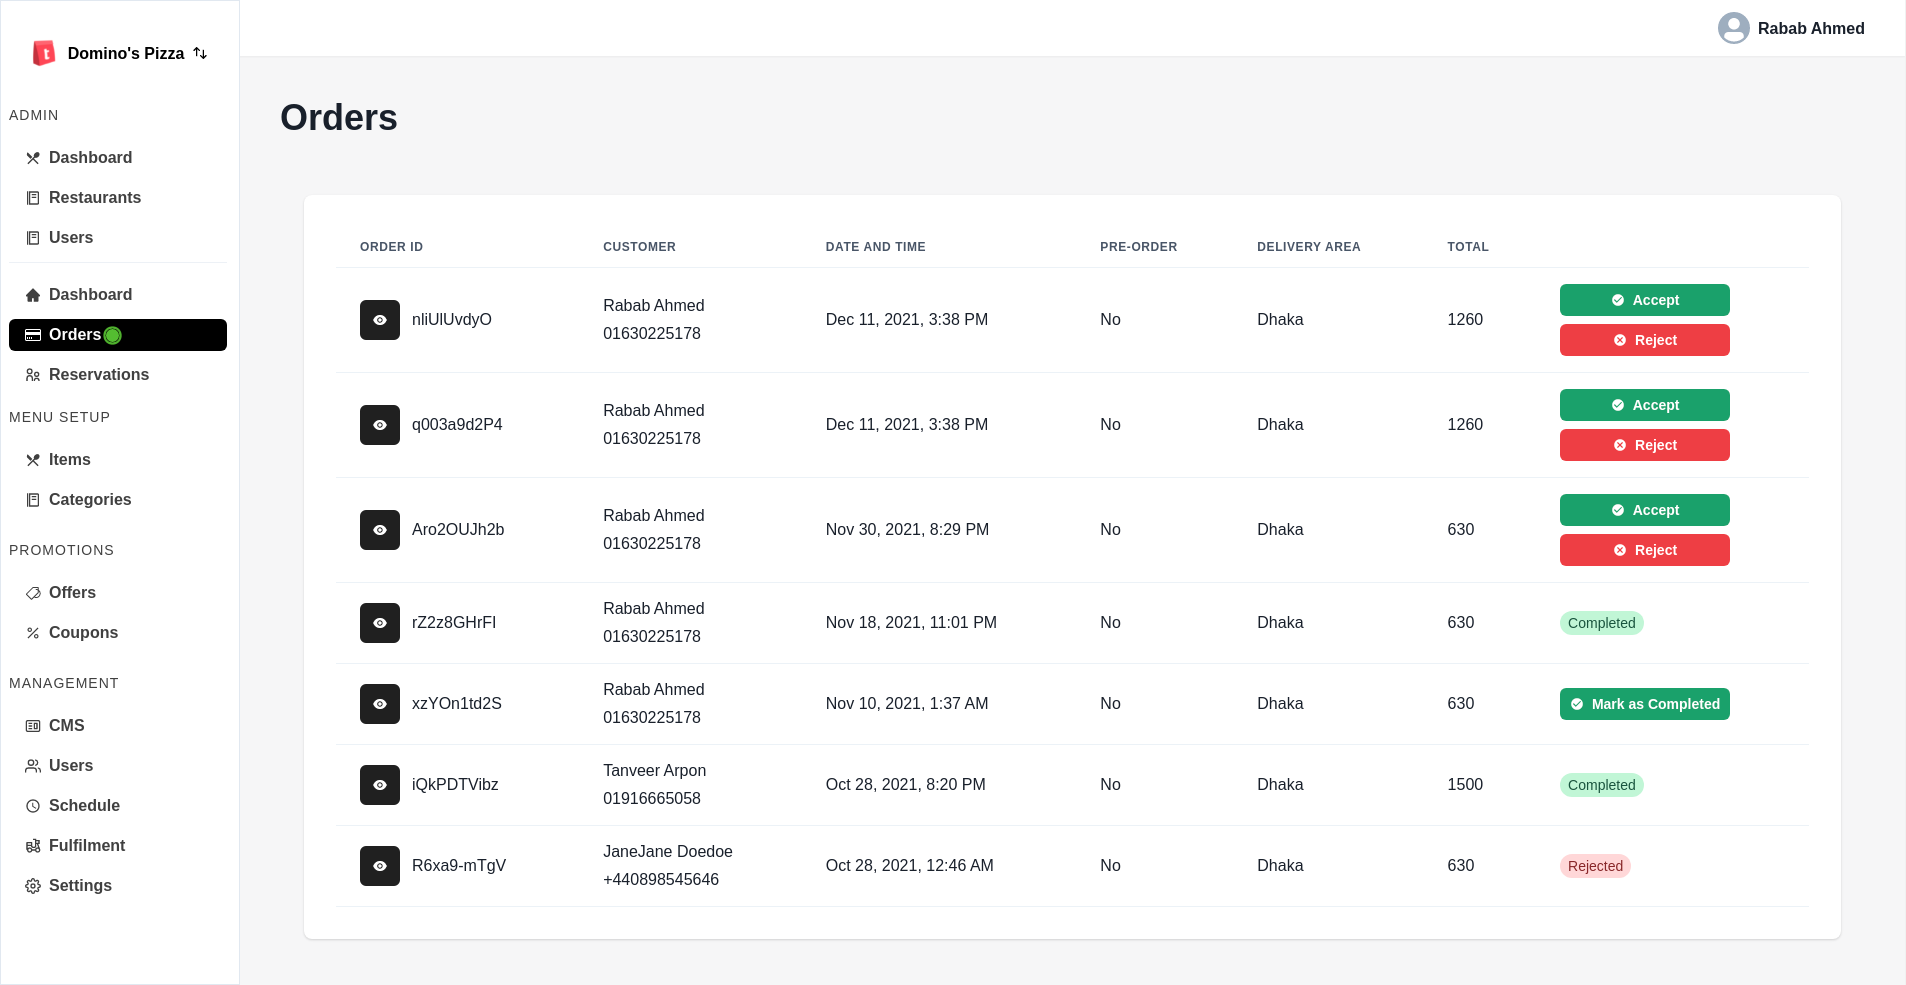 Domino's Pizza
Rabab Ahmed
ADMIN
Dashboard
Restaurants
Users
Dashboard
Orders
Reservations
MENU SETUP
Items
Categories
PROMOTIONS
Offers
Coupons
MANAGEMENT
CMS
Users
Schedule
Fulfilment
Settings
Orders
ORDER ID CUSTOMER DATE AND TIME PRE-ORDER DELIVERY AREA TOTAL
nliUlUvdyO Rabab Ahmed 01630225178 Dec 11, 2021, 3:38 PM No Dhaka 1260 Accept Reject
q003a9d2P4 Rabab Ahmed 01630225178 Dec 11, 2021, 3:38 PM No Dhaka 1260 Accept Reject
Aro2OUJh2b Rabab Ahmed 01630225178 Nov 30, 2021, 8:29 PM No Dhaka 630 Accept Reject
rZ2z8GHrFI Rabab Ahmed 01630225178 Nov 18, 2021, 11:01 PM No Dhaka 630 Completed
xzYOn1td2S Rabab Ahmed 01630225178 Nov 10, 2021, 1:37 AM No Dhaka 630 Mark as Completed
iQkPDTVibz Tanveer Arpon 01916665058 Oct 28, 2021, 8:20 PM No Dhaka 1500 Completed
R6xa9-mTgV JaneJane Doedoe +440898545646 Oct 28, 2021, 12:46 AM No Dhaka 630 Rejected